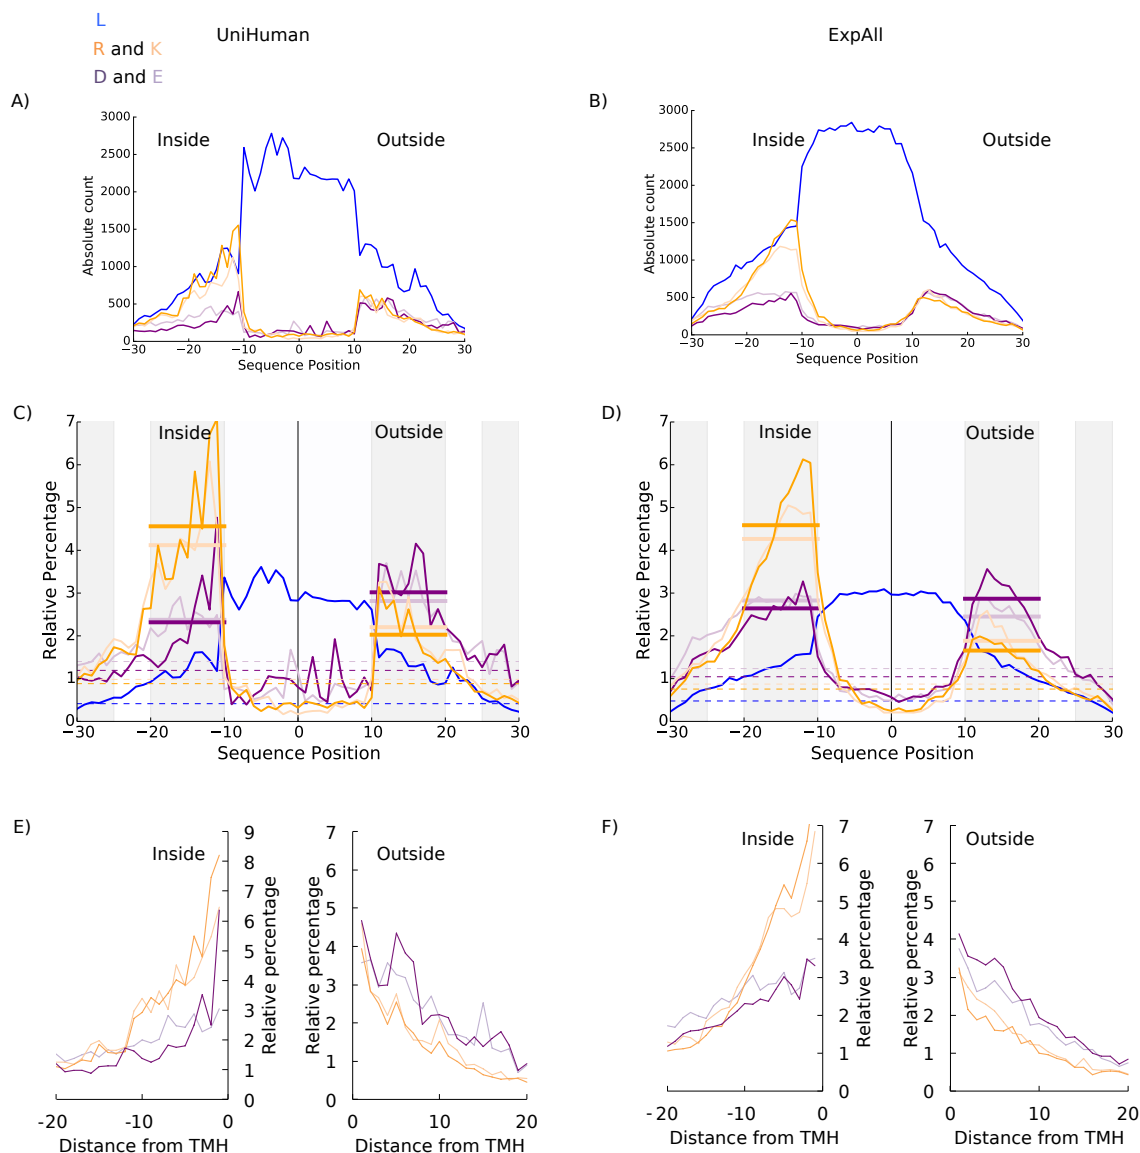 L
R and K
D and E
UniHuman
ExpAll
A)
Inside
Outside
Absolute count
3000
2500
2000
1500
1000
500
0
−30
−20
−10
0
10
20
30
Sequence Position
B)
Inside
Outside
Absolute count
3000
2500
2000
1500
1000
500
0
−30
−20
−10
0
10
20
30
Sequence Position
C)
Inside
Outside
Relative Percentage
7
6
5
4
3
2
1
0
−30
−20
−10
0
10
20
30
Sequence Position
D)
Inside
Outside
Relative Percentage
7
6
5
4
3
2
1
0
−30
−20
−10
0
10
20
30
Sequence Position
E)
Inside
9
8
7
6
5
4
3
2
1
0
Relative percentage
-20
-10
0
Distance from TMH
Outside
Relative percentage
7
6
5
4
3
2
1
0
0
10
20
Distance from TMH
F)
Inside
7
6
5
4
3
2
1
0
Relative percentage
-20
-10
0
Distance from TMH
Outside
Relative percentage
7
6
5
4
3
2
1
0
0
10
20
Distance from TMH